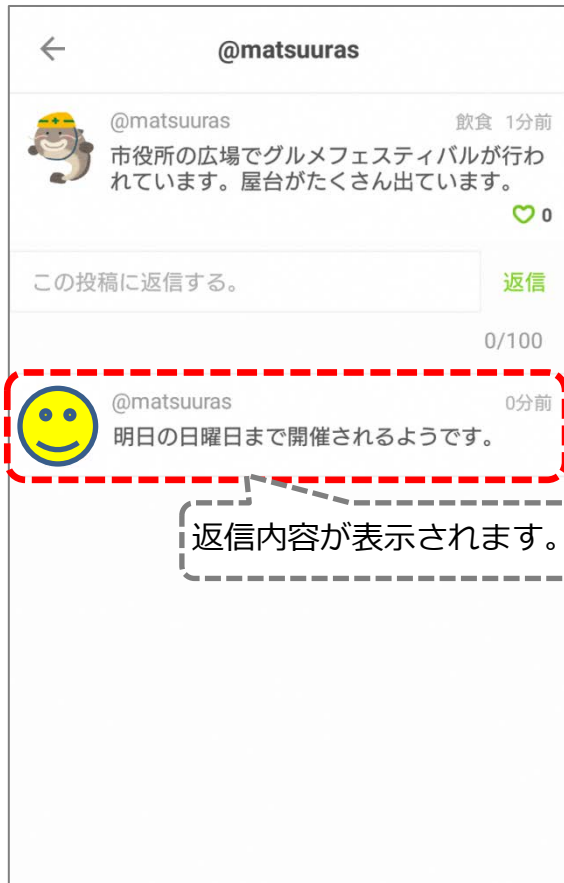 @matsuuras
@matsuuras 飲食 1分前
市役所の広場でグルメフェスティバルが行わ
れています。屋台がたくさん出ています。
0
この投稿に返信する。 返信
0/100
@matsuuras 0分前
明日の日曜日まで開催されるようです。
返信内容が表示されます。